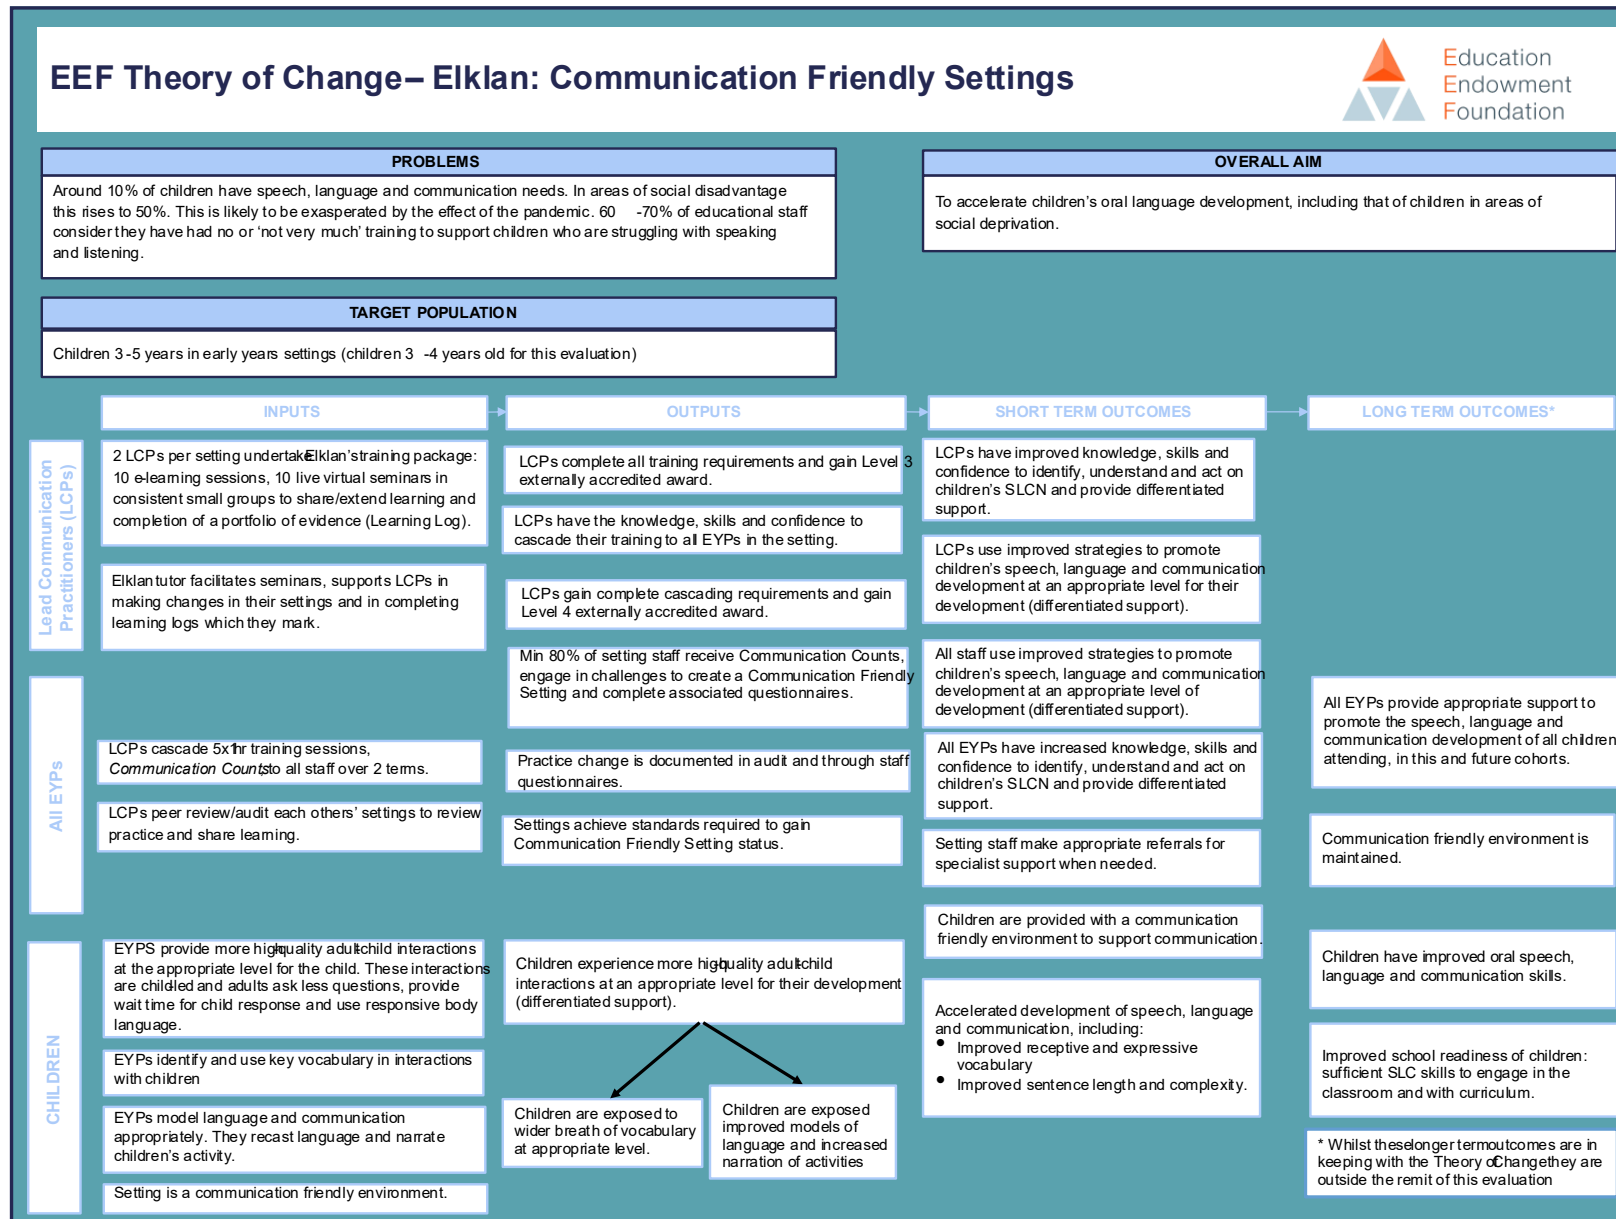 EEF Theory of Change– Elklan: Communication Friendly Settings
Education
Endowment
Foundation
PROBLEMS
Around 10% of children have speech, language and communication needs. In areas of social disadvantage
this rises to 50%. This is likely to be exasperated by the effect of the pandemic. 60 -70% of educational staff
consider they have had no or ‘not very much’ training to support children who are struggling with speaking
and listening.
OVERALL AIM
To accelerate children’s oral language development, including that of children in areas of
social deprivation.
TARGET POPULATION
Children 3 -5 years in early years settings (children 3 -4 years old for this evaluation)
INPUTS
OUTPUTS
SHORT TERM OUTCOMES
LONG TERM OUTCOMES*
Lead Communication
Practitioners (LCPs)
2 LCPs per setting undertake Elklan’s training package:
10 e-learning sessions, 10 live virtual seminars in
consistent small groups to share/extend learning and
completion of a portfolio of evidence (Learning Log).
Elklan tutor facilitates seminars, supports LCPs in
making changes in their settings and in completing
learning logs which they mark.
LCPs complete all training requirements and gain Level 3
externally accredited award.
LCPs have the knowledge, skills and confidence to
cascade their training to all EYPs in the setting.
LCPs gain complete cascading requirements and gain
Level 4 externally accredited award.
Min 80% of setting staff receive Communication Counts,
engage in challenges to create a Communication Friendly
Setting and complete associated questionnaires.
LCPs have improved knowledge, skills and
confidence to identify, understand and act on
children’s SLCN and provide differentiated
support.
LCPs use improved strategies to promote
children’s speech, language and communication
development at an appropriate level for their
development (differentiated support).
All staff use improved strategies to promote
children’s speech, language and communication
development at an appropriate level of
development (differentiated support).
All EYPs
LCPs cascade 5x1hr training sessions,
Communication Counts, to all staff over 2 terms.
LCPs peer review/audit each others’ settings to review
practice and share learning.
Practice change is documented in audit and through staff
questionnaires.
Settings achieve standards required to gain
Communication Friendly Setting status.
All EYPs have increased knowledge, skills and
confidence to identify, understand and act on
children’s SLCN and provide differentiated
support.
Setting staff make appropriate referrals for
specialist support when needed.
Children are provided with a communication
friendly environment to support communication.
All EYPs provide appropriate support to
promote the speech, language and
communication development of all children
attending, in this and future cohorts.
Communication friendly environment is
maintained.
CHILDREN
EYPS provide more high-quality adult-child interactions
at the appropriate level for the child. These interactions
are child-led and adults ask less questions, provide
wait time for child response and use responsive body
language.
EYPs identify and use key vocabulary in interactions
with children
EYPs model language and communication
appropriately. They recast language and narrate
children’s activity.
Setting is a communication friendly environment.
Children experience more high-quality adult-child
interactions at an appropriate level for their development
(differentiated support).
Children are exposed to
wider breath of vocabulary
at appropriate level.
Children are exposed
improved models of
language and increased
narration of activities
Accelerated development of speech, language
and communication, including:
• Improved receptive and expressive
vocabulary
• Improved sentence length and complexity.
Children have improved oral speech,
language and communication skills.
Improved school readiness of children:
sufficient SLC skills to engage in the
classroom and with curriculum.
* Whilst these longer term outcomes are in
keeping with the Theory of Change they are
outside the remit of this evaluation